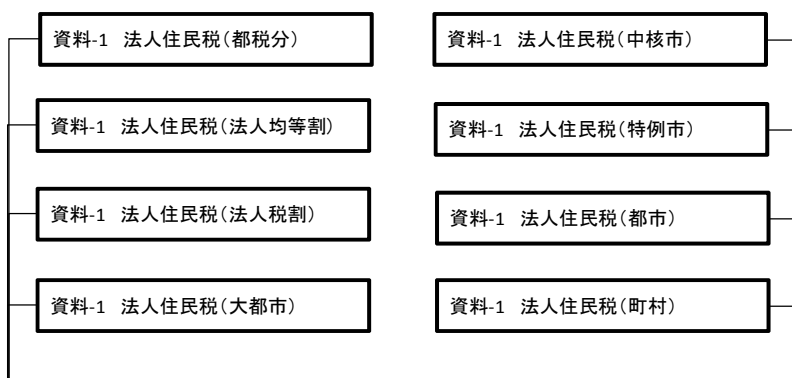 資料-1 法人住民税(都税分)
資料-1 法人住民税(法人均等割)
資料-1 法人住民税(法人税割)
資料-1 法人住民税(大都市)
資料-1 法人住民税(中核市)
資料-1 法人住民税(特例市)
資料-1 法人住民税(都市)
資料-1 法人住民税(町村)